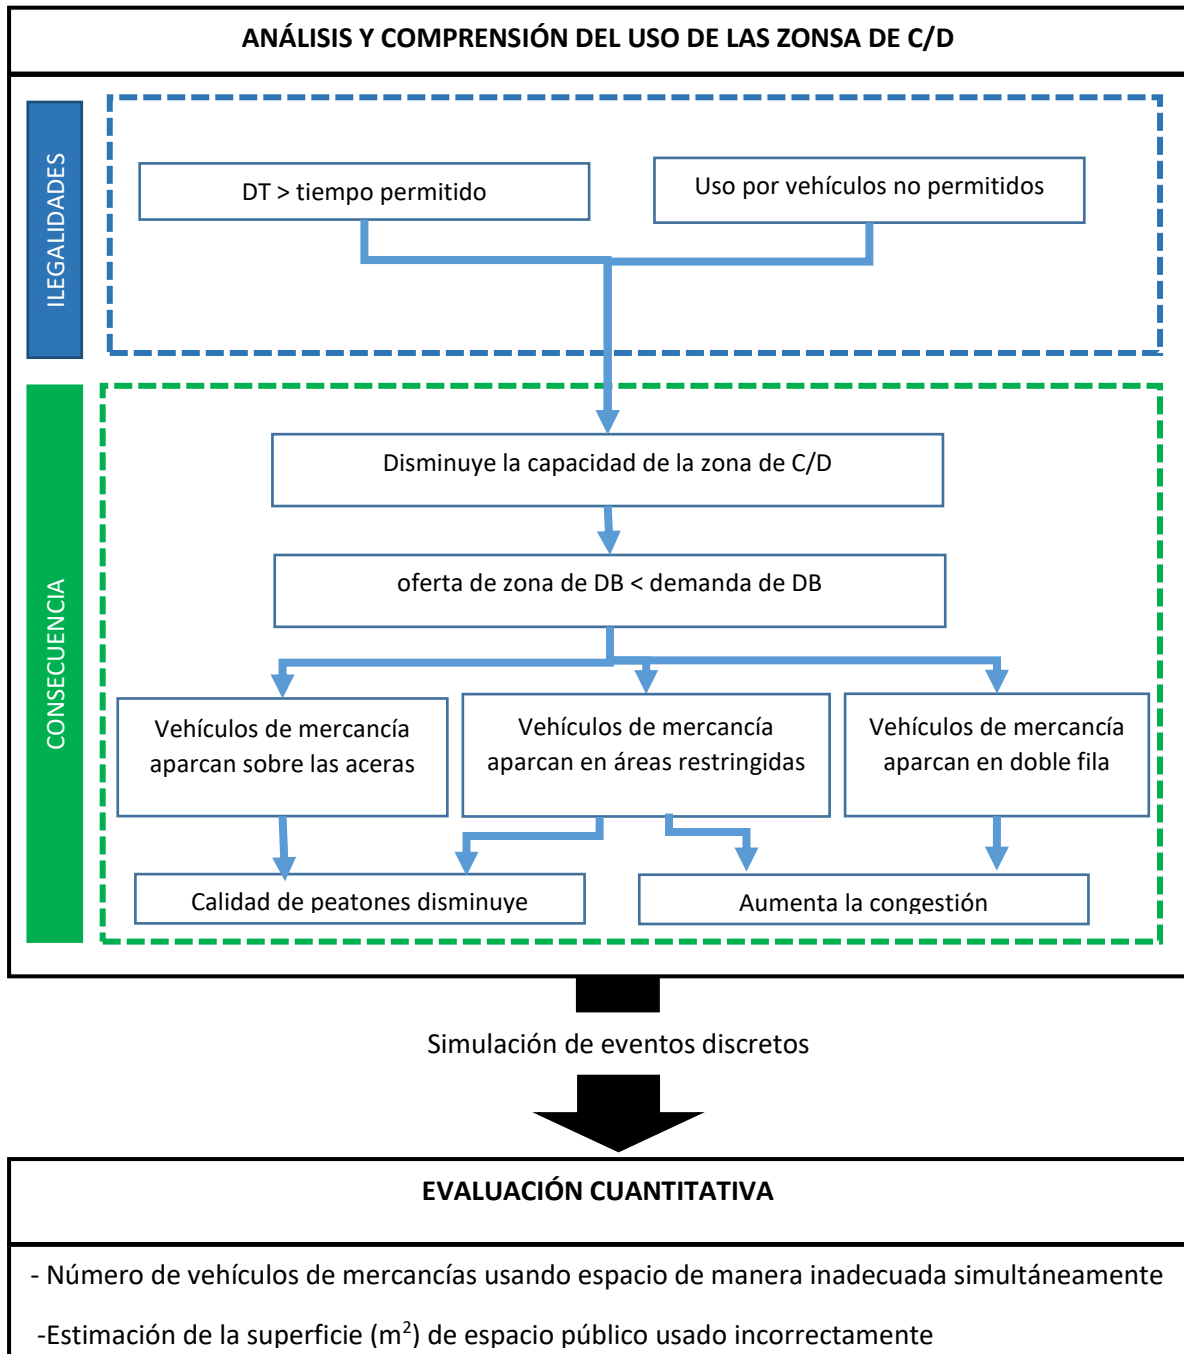 ANÁLISIS Y COMPRENSIÓN DEL USO DE LAS ZONSA DE C/D
ILEGALIDADES
DT > tiempo permitido
Uso por vehículos no permitidos
CONSECUENCIA
Disminuye la capacidad de la zona de C/D
oferta de zona de DB < demanda de DB
Vehículos de mercancía
aparcan sobre las aceras
Vehículos de mercancía
aparcan en áreas restringidas
Vehículos de mercancía
aparcan en doble fila
Calidad de peatones disminuye
Aumenta la congestión
Simulación de eventos discretos
EVALUACIÓN CUANTITATIVA
- Número de vehículos de mercancías usando espacio de manera inadecuada simultáneamente
-Estimación de la superficie (m²) de espacio público usado incorrectamente